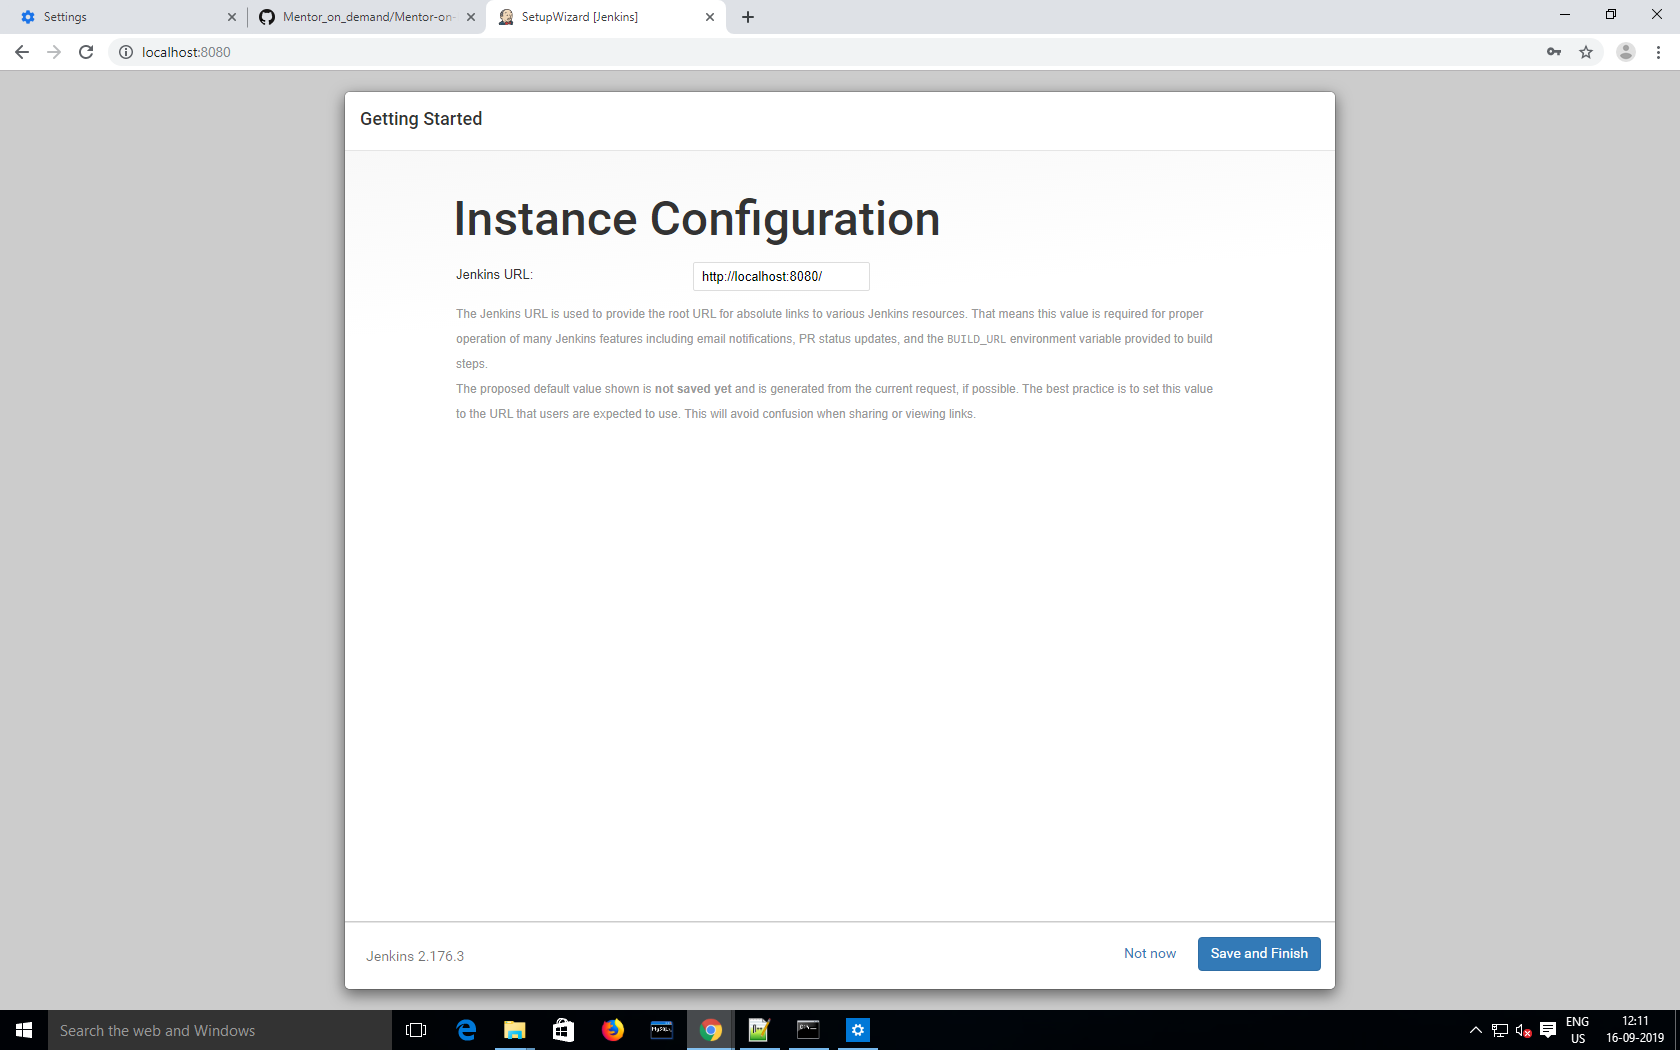 Settings
Mentor_on_demand/Mentor-on-
SetupWizard [Jenkins]
localhost:8080
Getting Started
Instance Configuration
Jenkins URL:
http://localhost:8080/
The Jenkins URL is used to provide the root URL for absolute links to various Jenkins resources. That means this value is required for proper
operation of many Jenkins features including email notifications, PR status updates, and the BUILD_URL environment variable provided to build
steps.
The proposed default value shown is not saved yet and is generated from the current request, if possible. The best practice is to set this value
to the URL that users are expected to use. This will avoid confusion when sharing or viewing links.
Jenkins 2.176.3
Not now
Save and Finish
Search the web and Windows
ENG
US
12:11
16-09-2019